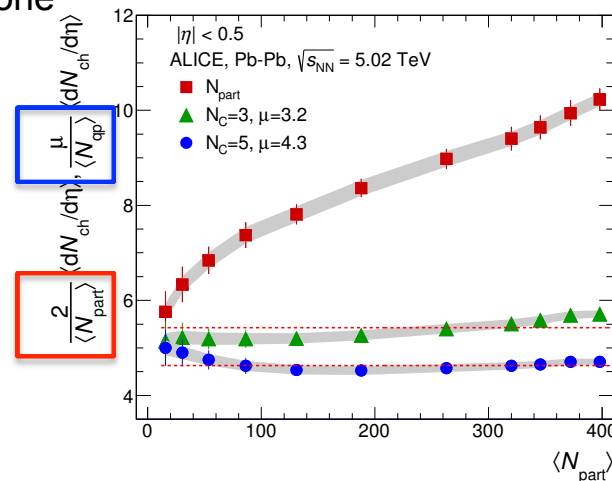 one
|η| < 0.5
ALICE, Pb-Pb, √s_NN = 5.02 TeV
N_part
N_C=3, μ=3.2
N_C=5, μ=4.3
2/⟨N_part⟩ ⟨dN_ch/dη⟩, μ/⟨N_qp⟩ ⟨dN_ch/dη⟩
12
10
8
6
4
0 100 200 300 400
⟨N_part⟩